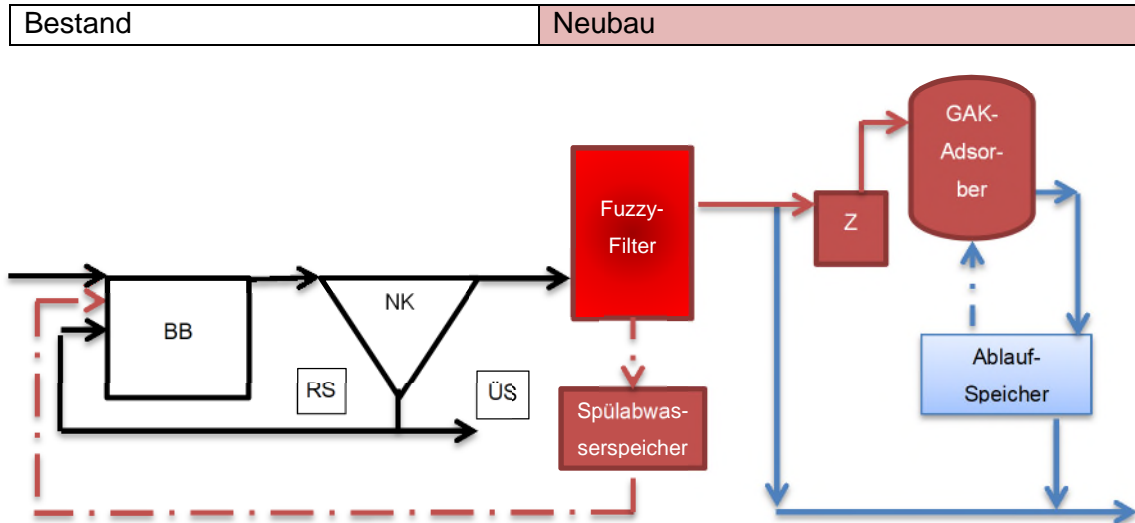 Bestand
Neubau
GAK-
Adsor-
ber
Fuzzy-
Filter
Z
NK
BB
RS
ÜS
Ablauf-
Speicher
Spülabwas-
serspeicher